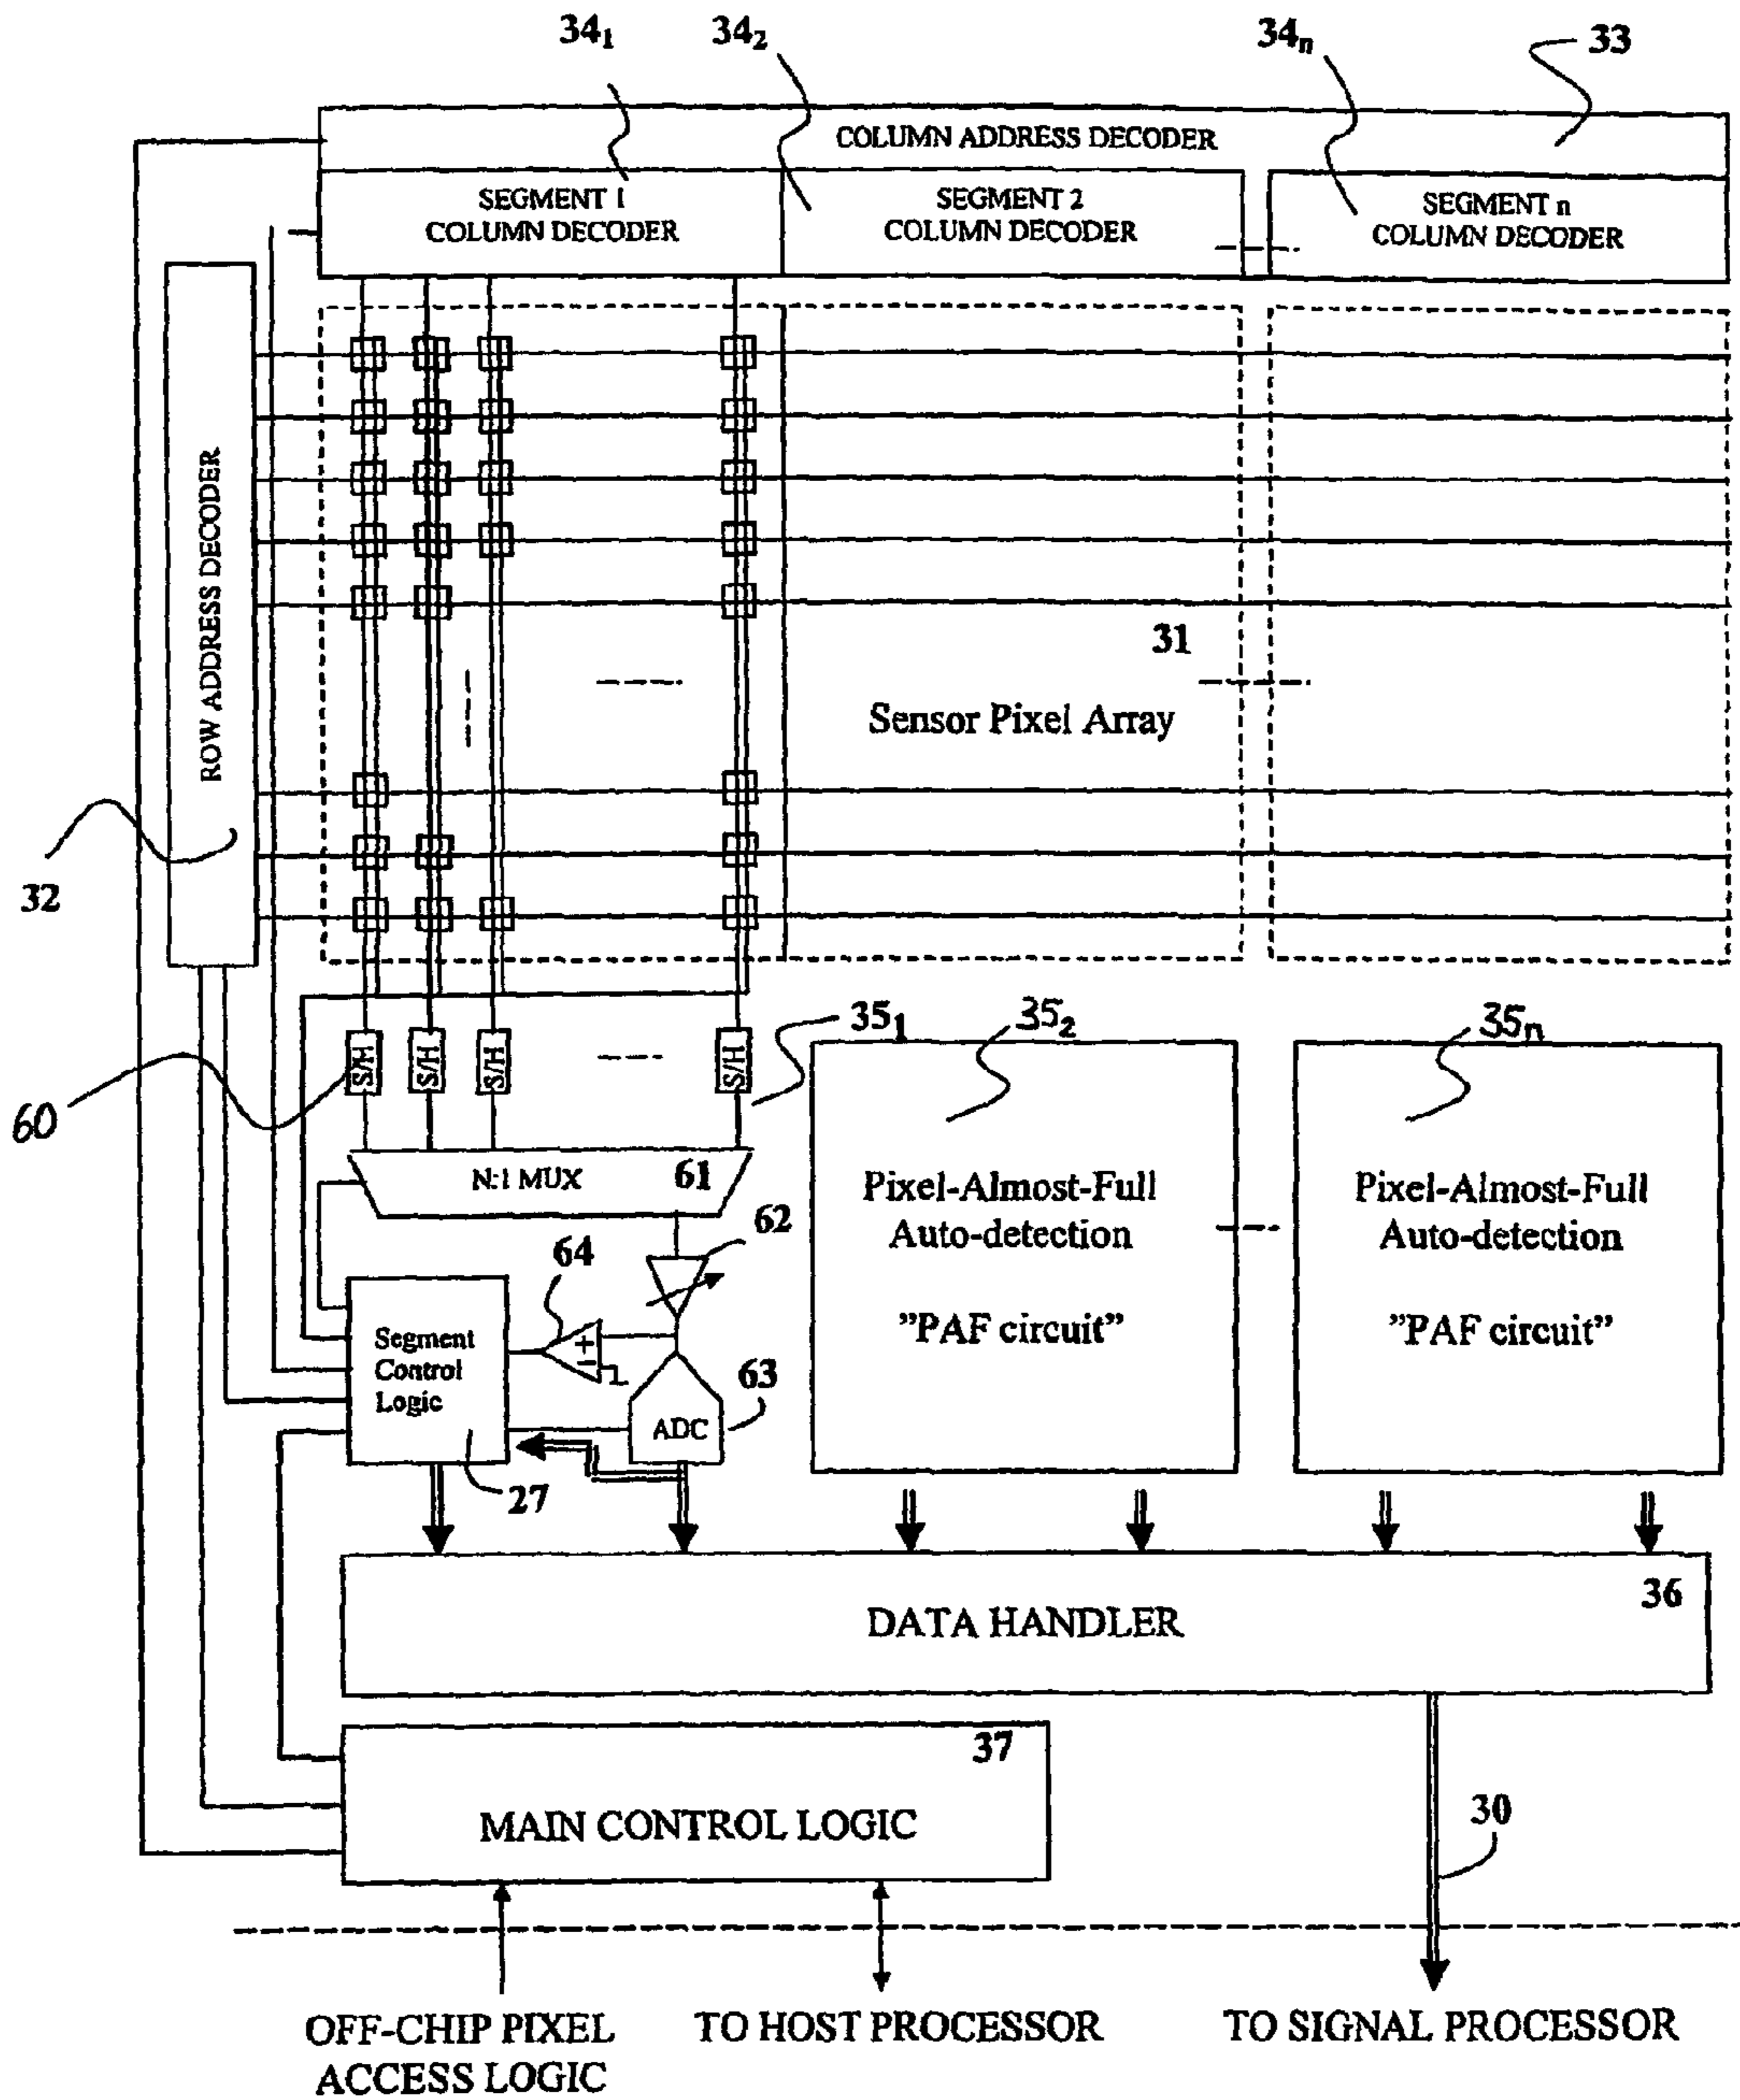 34₁
34₂
34ₙ
33
COLUMN ADDRESS DECODER
SEGMENT 1
COLUMN DECODER
SEGMENT 2
COLUMN DECODER
SEGMENT n
COLUMN DECODER
ROW ADDRESS DECODER
32
31
Sensor Pixel Array
S/H
S/H
S/H
S/H
60
35₁
35₂
35ₙ
N:1 MUX
61
62
64
+
−
63
ADC
Segment
Control
Logic
27
Pixel-Almost-Full
Auto-detection
"PAF circuit"
Pixel-Almost-Full
Auto-detection
"PAF circuit"
36
DATA HANDLER
37
MAIN CONTROL LOGIC
30
OFF-CHIP PIXEL
ACCESS LOGIC
TO HOST PROCESSOR
TO SIGNAL PROCESSOR